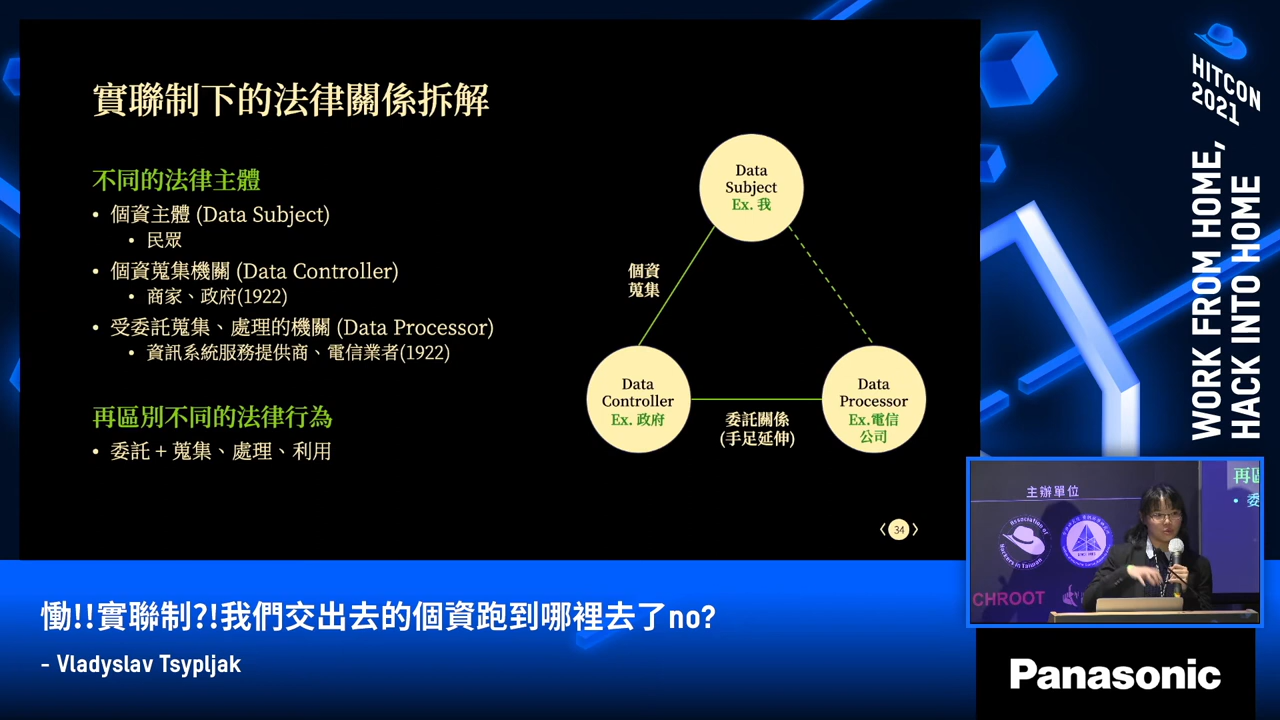 實聯制下的法律關係拆解
不同的法律主體
• 個資主體 (Data Subject)
• 民眾
• 個資蒐集機關 (Data Controller)
• 商家、政府(1922)
• 受委託蒐集、處理的機關 (Data Processor)
• 資訊系統服務提供商、電信業者(1922)
再區別不同的法律行為
• 委託 + 蒐集、處理、利用
Data
Subject
Ex. 我
個資
蒐集
Data
Controller
Ex. 政府
委託關係
(手足延伸)
Data
Processor
Ex.電信
公司
34
HITCON
2021
WORK FROM HOME,
HACK INTO HOME
主辦單位
Association of
Hackers in Taiwan
CHROOT
再區
• 委
慟!!實聯制?!我們交出去的個資跑到哪裡去了no?
- Vladyslav Tsypljak
Panasonic